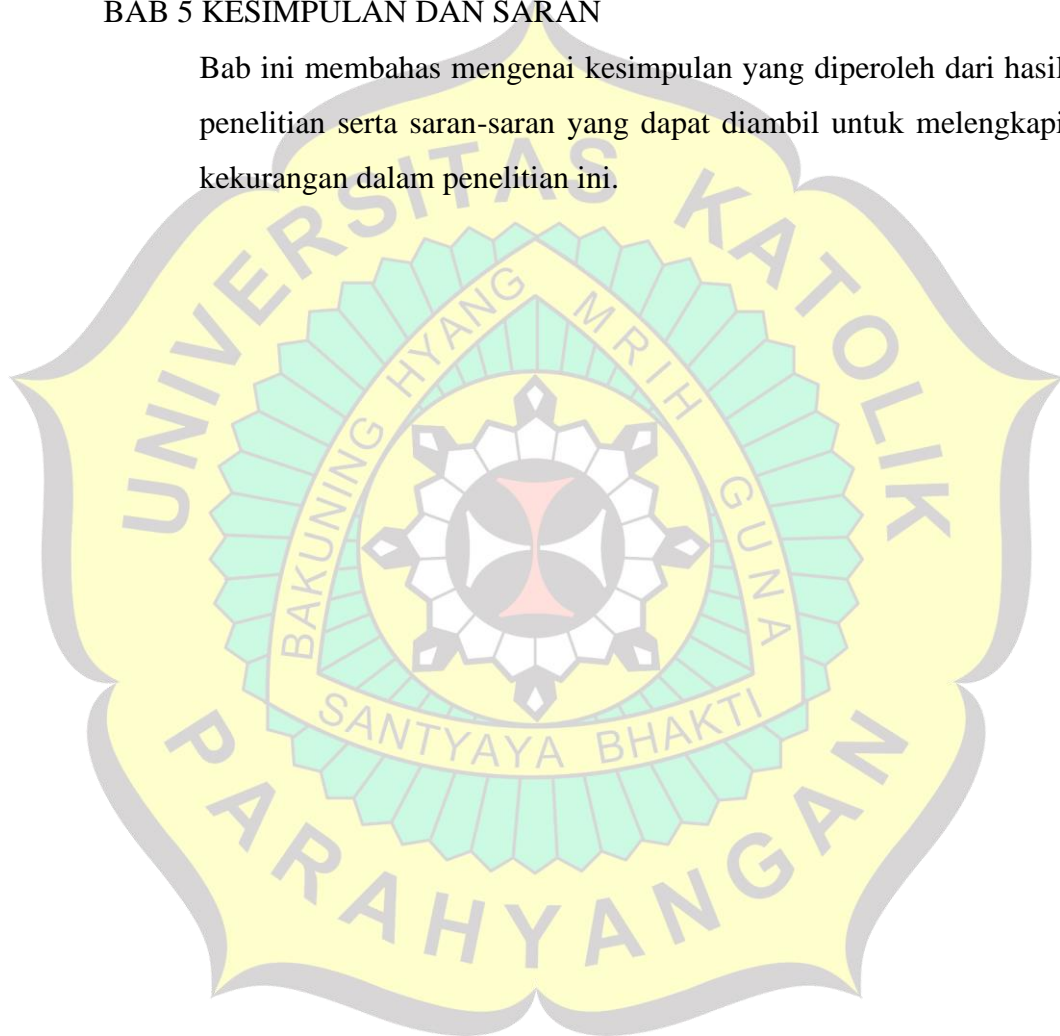 BAB 5 KESIMPULAN DAN SARAN
Bab ini membahas mengenai kesimpulan yang diperoleh dari hasil
penelitian serta saran-saran yang dapat diambil untuk melengkapi
kekurangan dalam penelitian ini.
UNIVERSITAS KATOLIK
BAKUNING HYANG MRIH GUNA
SANTYAYA BHAKTI
PARAHYANGAN